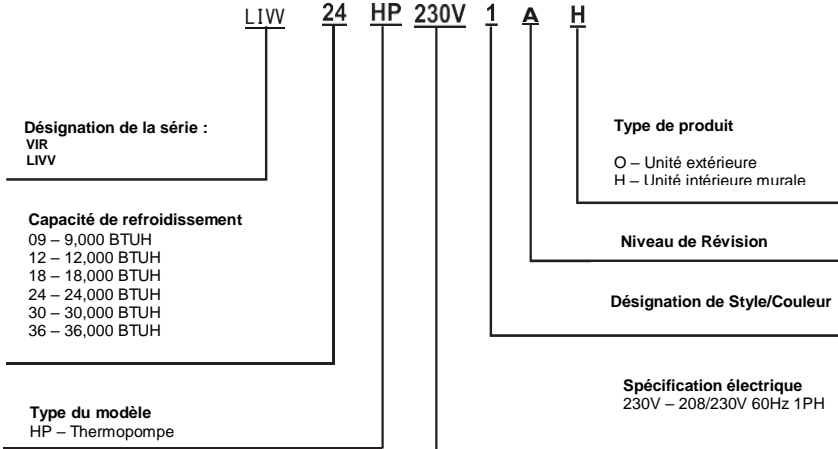 LIVV 24 HP 230V 1 A H
Désignation de la série :
VIR
LIVV
Capacité de refroidissement
09 – 9,000 BTUH
12 – 12,000 BTUH
18 – 18,000 BTUH
24 – 24,000 BTUH
30 – 30,000 BTUH
36 – 36,000 BTUH
Type du modèle
HP – Thermopompe
Type de produit
O – Unité extérieure
H – Unité intérieure murale
Niveau de Révision
Désignation de Style/Couleur
Spécification électrique
230V – 208/230V 60Hz 1PH